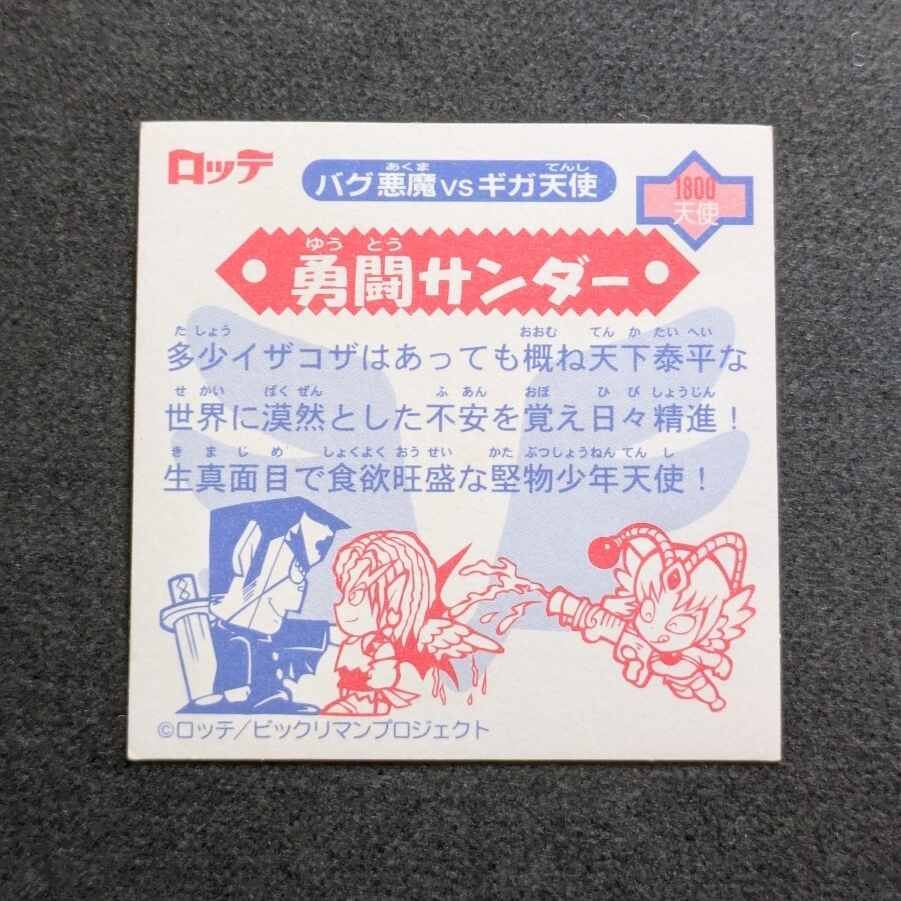 ロッテ
バグ悪魔vsギガ天使
あくま てんし
1800
天使
ゆう とう
勇闘サンダー
た しょう おおむ てん か たい へい
多少イザコザはあっても概ね天下泰平な
せ かい ばく ぜん ふ あん おぼ ひ び しょうじん
世界に漠然とした不安を覚え日々精進！
き ま じ め しょくよく おう せい かた ぶつしょうねん てん し
生真面目で食欲旺盛な堅物少年天使！
©ロッテ/ビックリマンプロジェクト